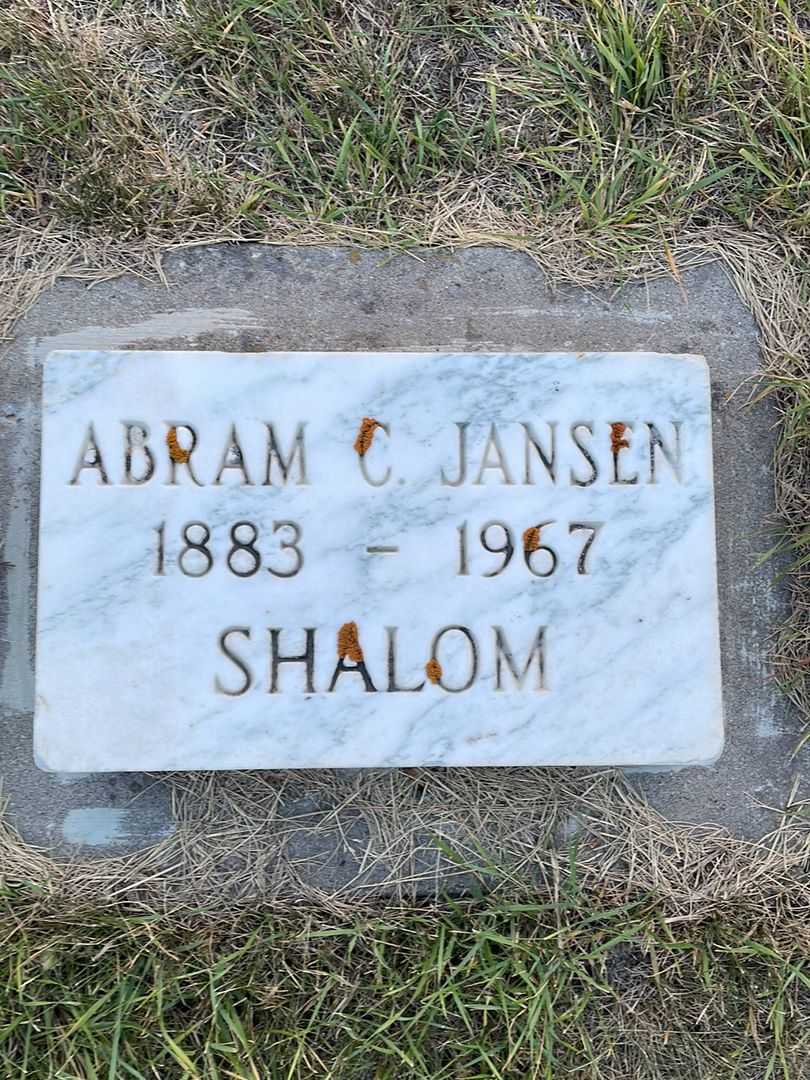 ABRAM C. JANSEN
1883 - 1967
SHALOM